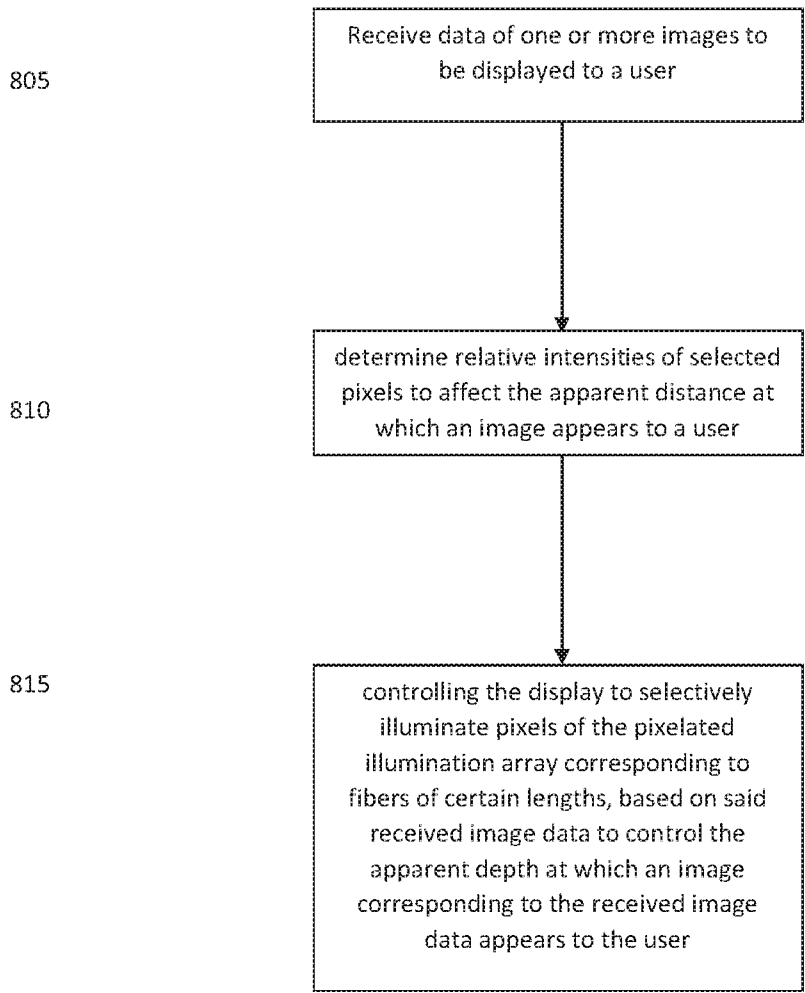 Receive data of one or more images to
be displayed to a user
805
determine relative intensities of selected
pixels to affect the apparent distance at
which an image appears to a user
810
815
controlling the display to selectively
illuminate pixels of the pixelated
illumination array corresponding to
fibers of certain lengths, based on said
received image data to control the
apparent depth at which an image
corresponding to the received image
data appears to the user